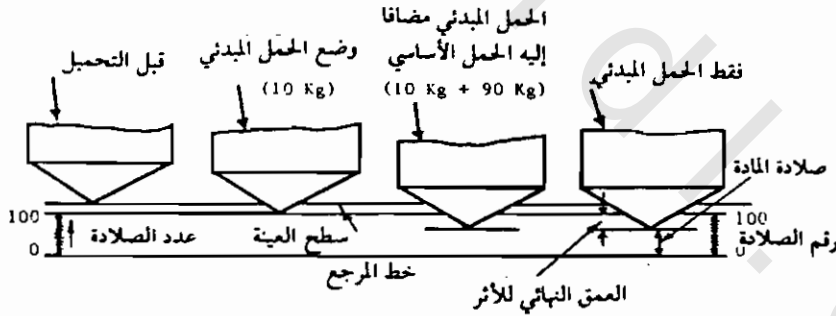 قبل التحميل
وضع الحمل المبدئي
(10 Kg)
الحمل المبدئي مضافا
إليه الحمل الأساسي
(10 Kg + 90 Kg)
فقط الحمل المبدئي
صلادة المادة
100
0
عدد الصلادة
سطح العينة
خط المرجع
العمق النهائي للأثر
100
0
رقم الصلادة